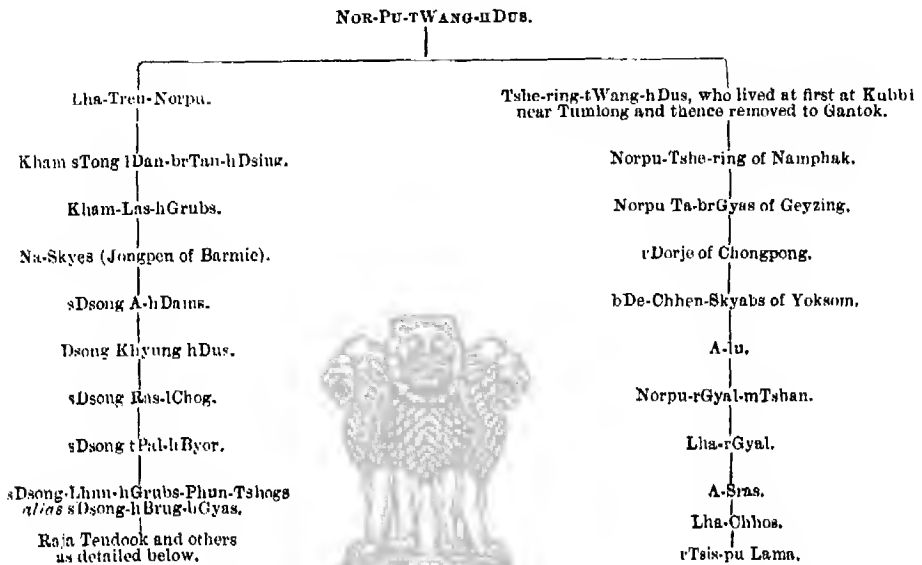 NOR-PU-TWANG-HDUS.
Lha-Treu-Norpu.
Kham sTong lDan-brTan-hDsing.
Kham-Las-hGrubs.
Na-Skyes (Jongpen of Barmic).
sDsong A-hDams.
Dsong Khyung hDus.
sDsong Ras-lChog.
sDsong tPal-hByor.
sDsong-Lhun-hGrubs-Phun-Tshogs
alias sDsong-hBrug-bGyas.
Raja Tendook and others
as detailed below.
Tshe-ring-tWang-hDus, who lived at first at Kubbi
near Tumlong and thence removed to Gantok.
Norpu-Tshe-ring of Namphak.
Norpu Ta-brGyas of Geyzing.
rDorje of Chongpong.
bDe-Chhen-Skyabs of Yoksom.
A-lu.
Norpu-rGyal-mTshan.
Lha-rGyal.
A-Sras.
Lha-Chhos.
rTsis-pu Lama.